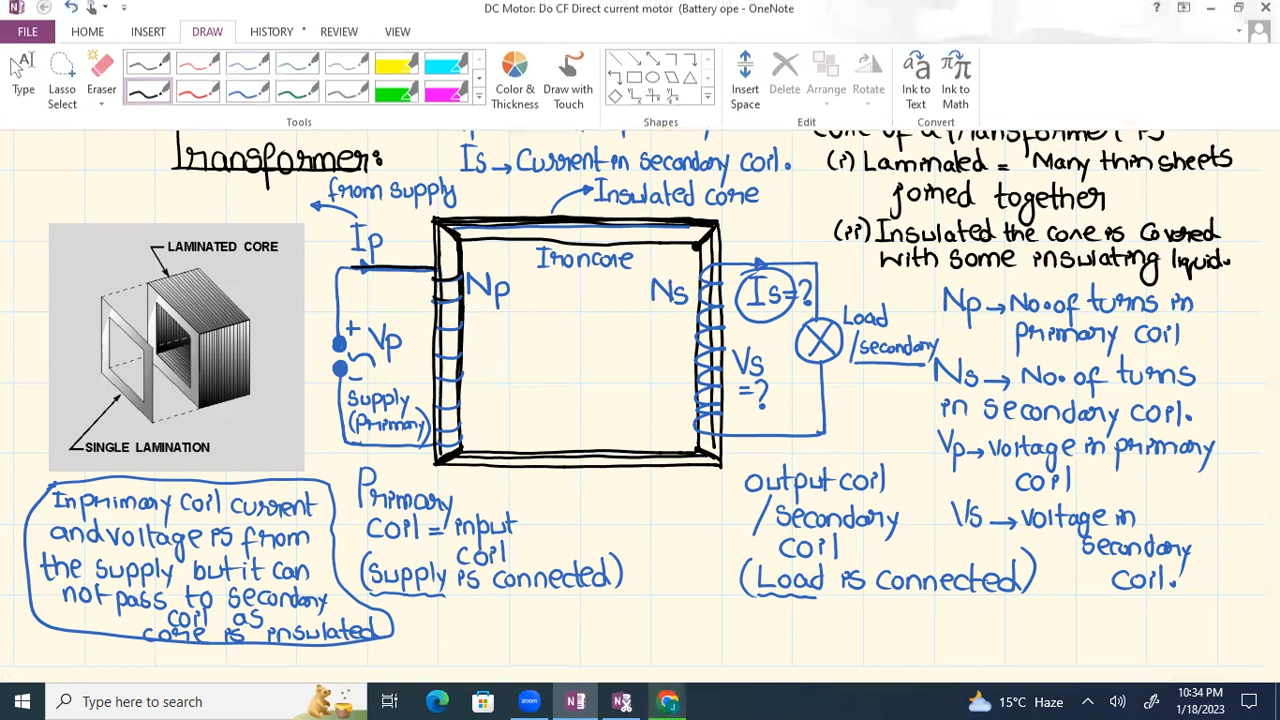 DC Motor: Do CF Direct current motor (Battery ope - OneNote
FILE HOME INSERT DRAW HISTORY REVIEW VIEW
Type
Lasso Select
Eraser
Color & Thickness
Draw with Touch
Insert Space
Delete
Arrange
Rotate
Ink to Text
Ink to Math
Tools
Shapes
Edit
Convert
Transformer:
Is → Current in secondary coil.
from supply
Insulated core
Ip
Iron core
Np
Ns
Is = ?
+
Vp
-
Supply
(Primary)
Vs
= ?
Load
/secondary
LAMINATED CORE
SINGLE LAMINATION
In primary coil current
and voltage is from
the supply but it can
not pass to secondary
coil as
core is insulated
Primary
coil = input
coil
(Supply is connected)
output coil
/secondary
coil
(Load is connected)
(i) Laminated = Many thin sheets
joined together
(ii) Insulated the core is covered
with some insulating liquid.
Np → No. of turns in
primary coil
Ns → No. of turns
in secondary coil.
Vp → voltage in primary
coil
Vs → voltage in
secondary
coil.
Type here to search
15°C Haze
10:34 PM
1/18/2023